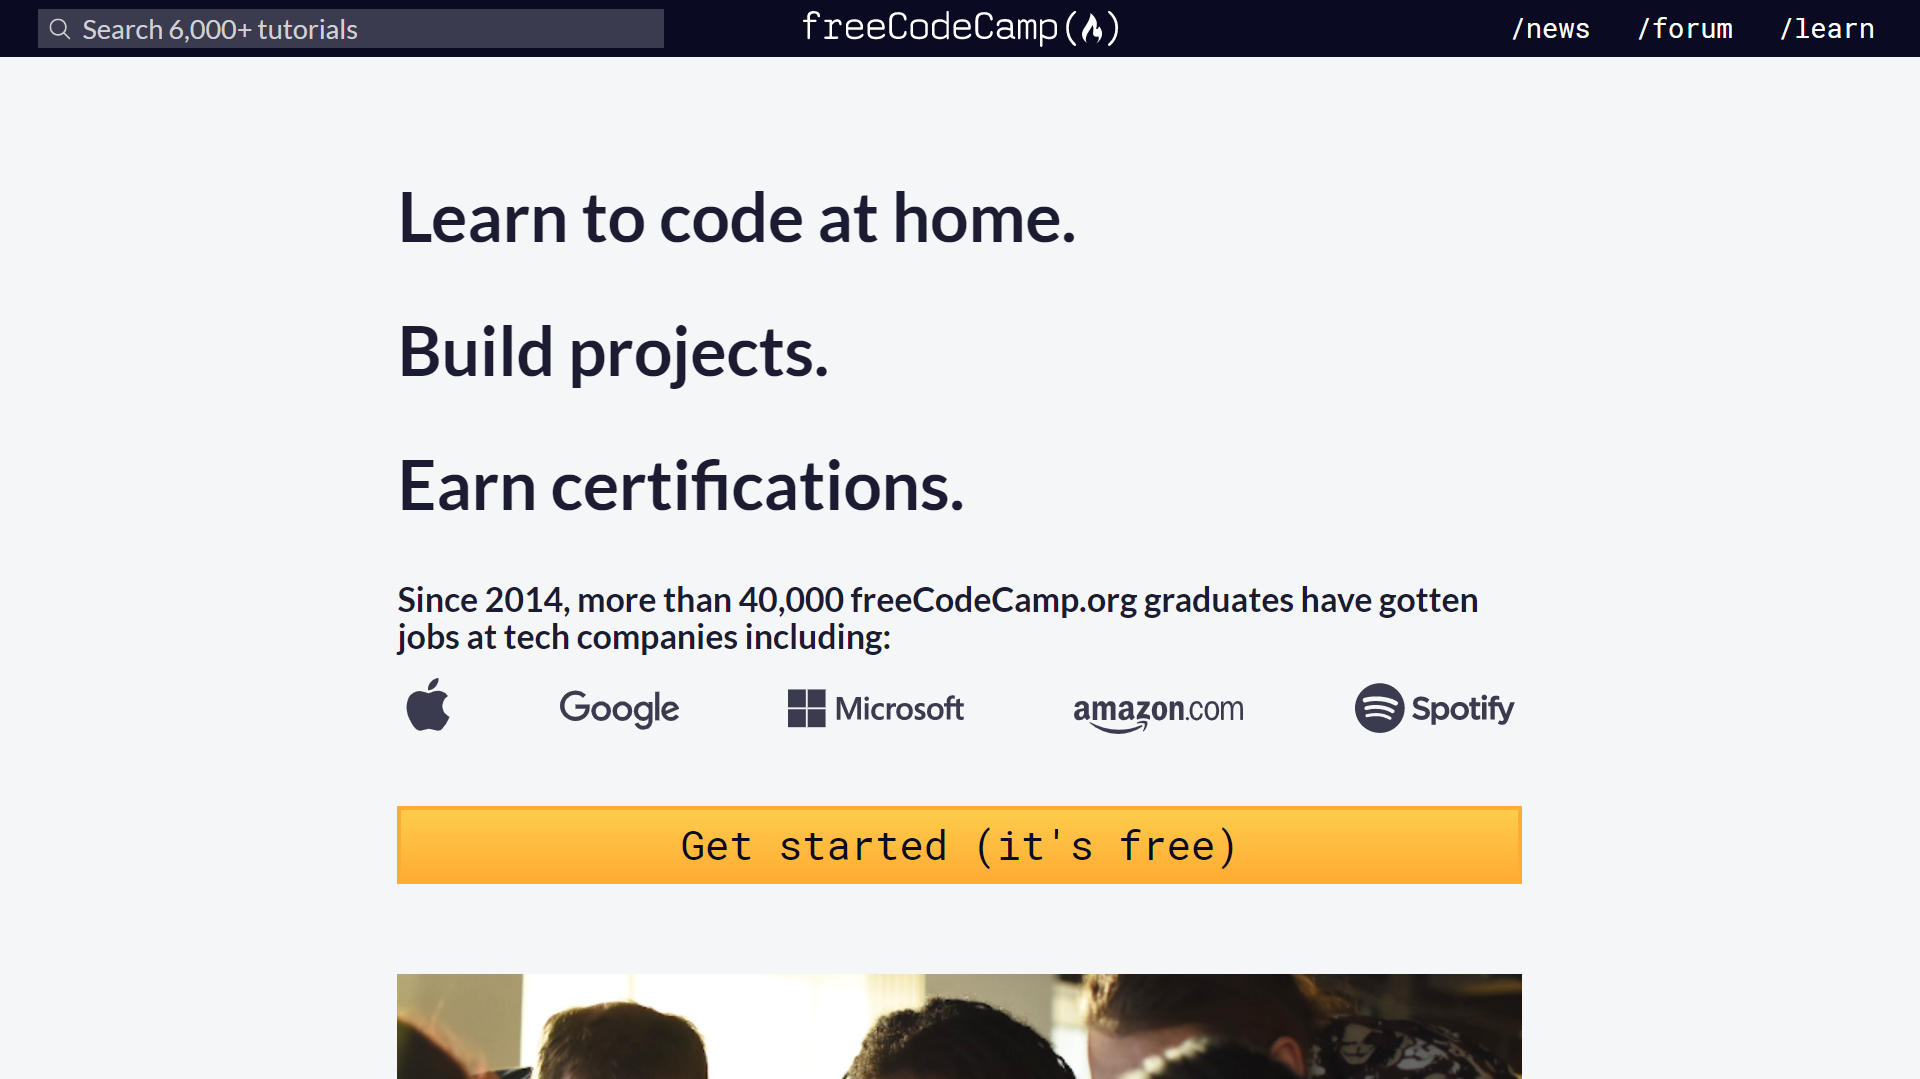 Search 6,000+ tutorials
freeCodeCamp(🔥)
/news /forum /learn
Learn to code at home.
Build projects.
Earn certifications.
Since 2014, more than 40,000 freeCodeCamp.org graduates have gotten
jobs at tech companies including:
Google Microsoft amazon.com Spotify
Get started (it's free)